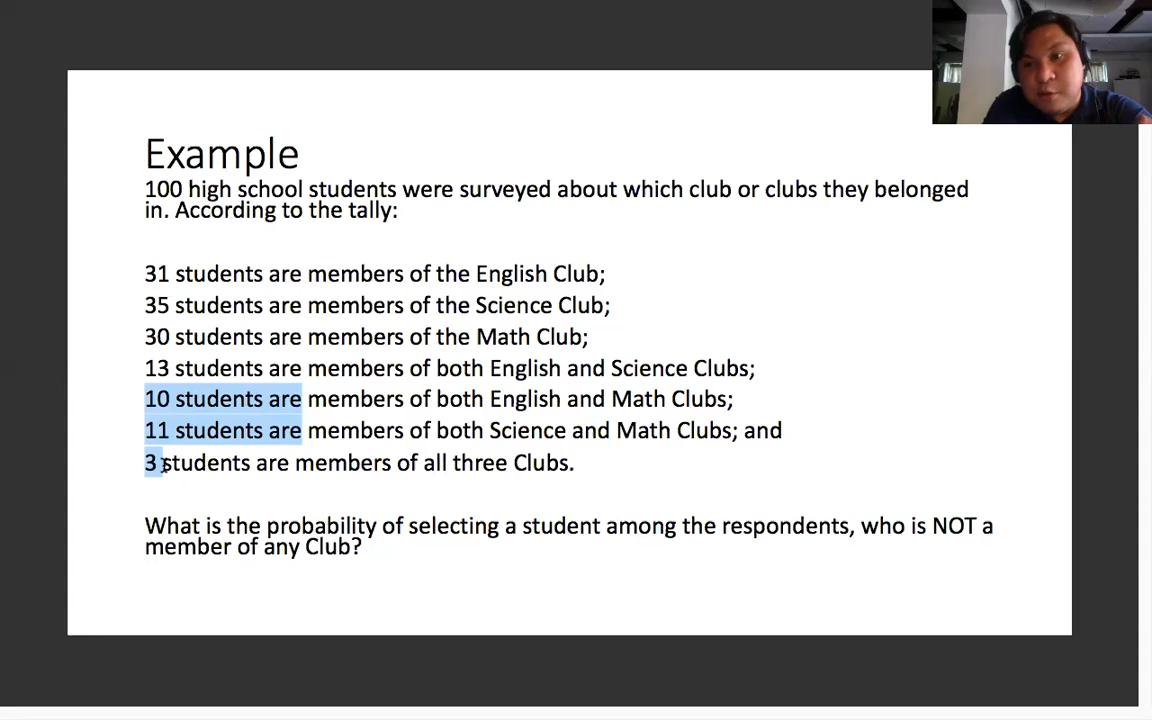 Example
100 high school students were surveyed about which club or clubs they belonged
in. According to the tally:
31 students are members of the English Club;
35 students are members of the Science Club;
30 students are members of the Math Club;
13 students are members of both English and Science Clubs;
10 students are members of both English and Math Clubs;
11 students are members of both Science and Math Clubs; and
3 students are members of all three Clubs.
What is the probability of selecting a student among the respondents, who is NOT a
member of any Club?